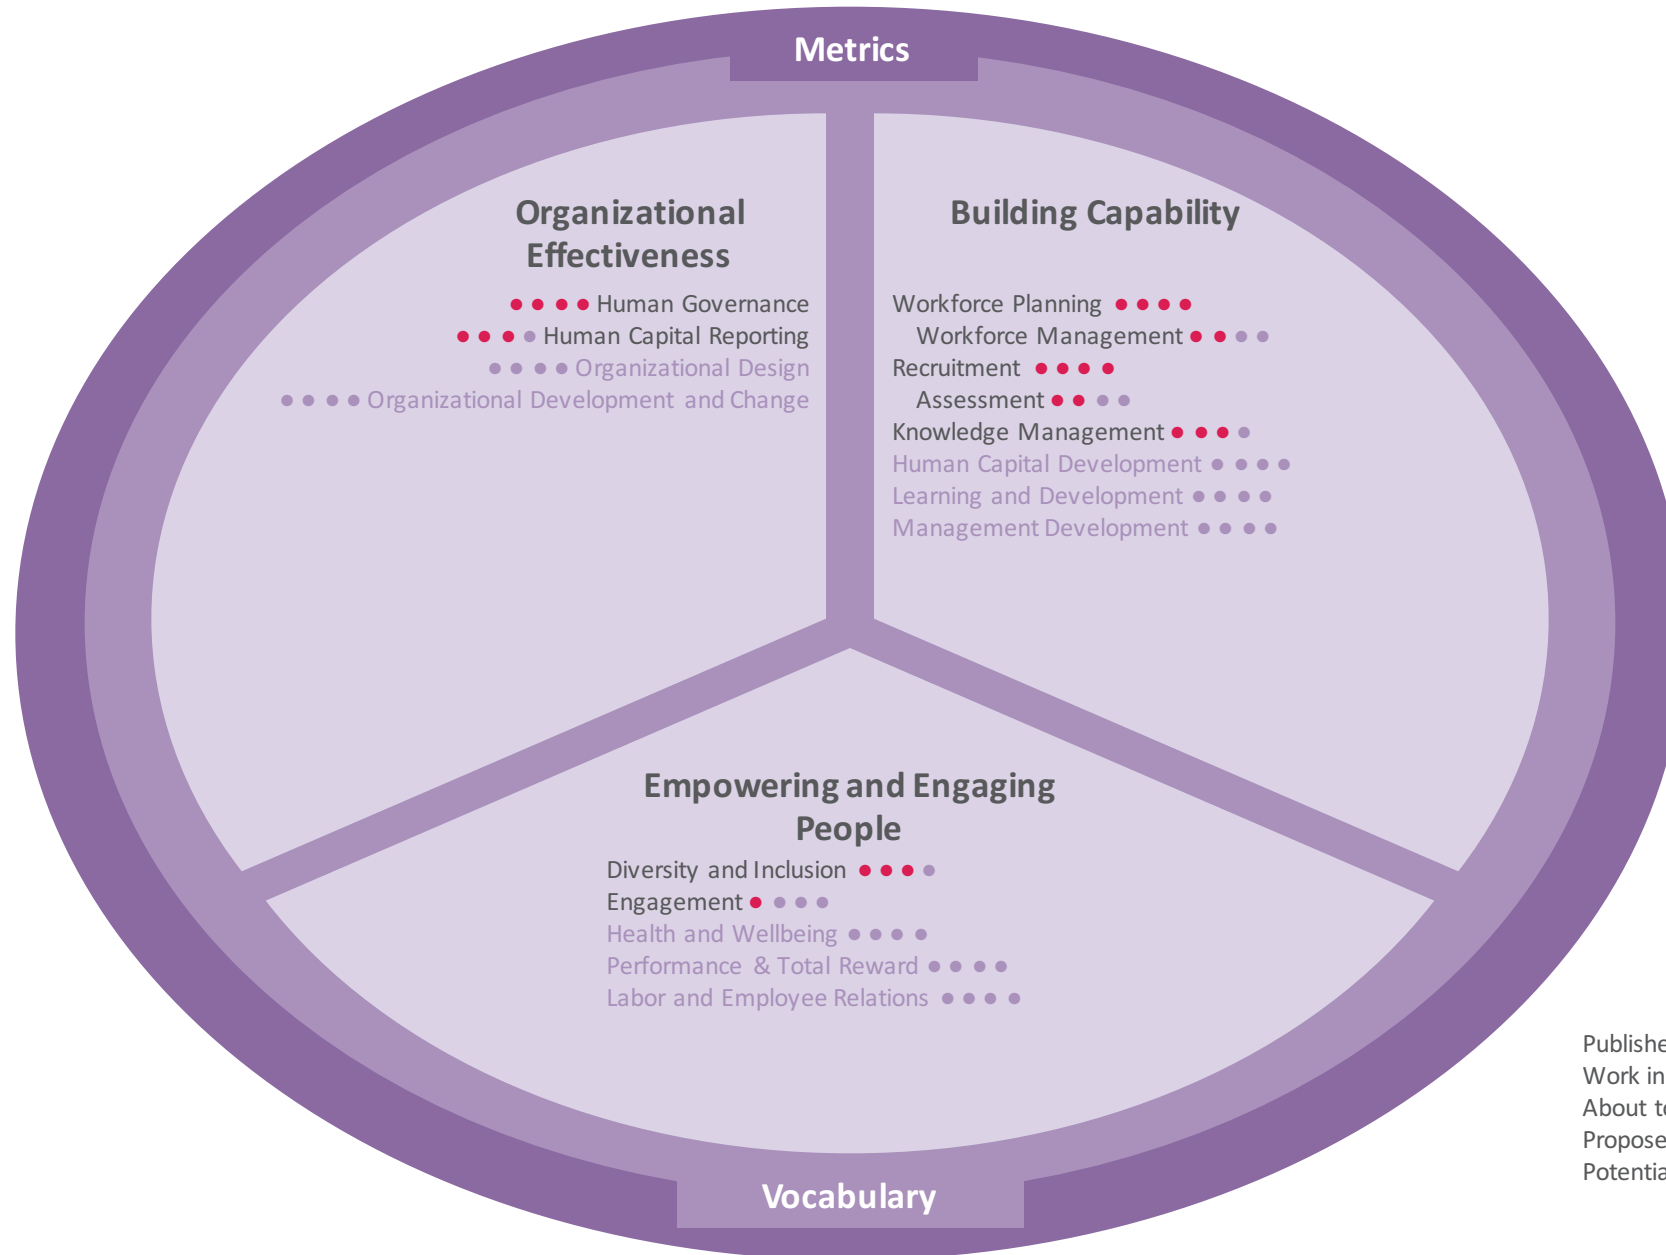 Metrics
Organizational
Effectiveness
Human Governance
Human Capital Reporting
Organizational Design
Organizational Development and Change
Building Capability
Workforce Planning
Workforce Management
Recruitment
Assessment
Knowledge Management
Human Capital Development
Learning and Development
Management Development
Empowering and Engaging
People
Diversity and Inclusion
Engagement
Health and Wellbeing
Performance & Total Reward
Labor and Employee Relations
Work in
About
Vocabulary